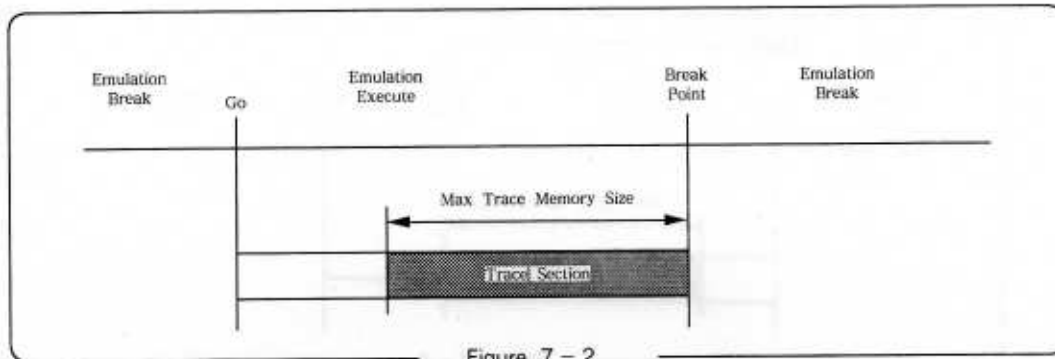 Emulation
Break
Go
Emulation
Execute
Break
Point
Emulation
Break
Max Trace Memory Size
Trace Section
Figure 7 – 2